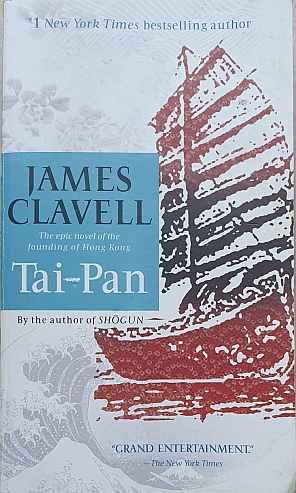 #1 New York Times bestselling author
JAMES
CLAVELL
The epic novel of the
founding of Hong Kong
Tai-Pan
By the author of SHŌGUN
"GRAND ENTERTAINMENT."
—The New York Times